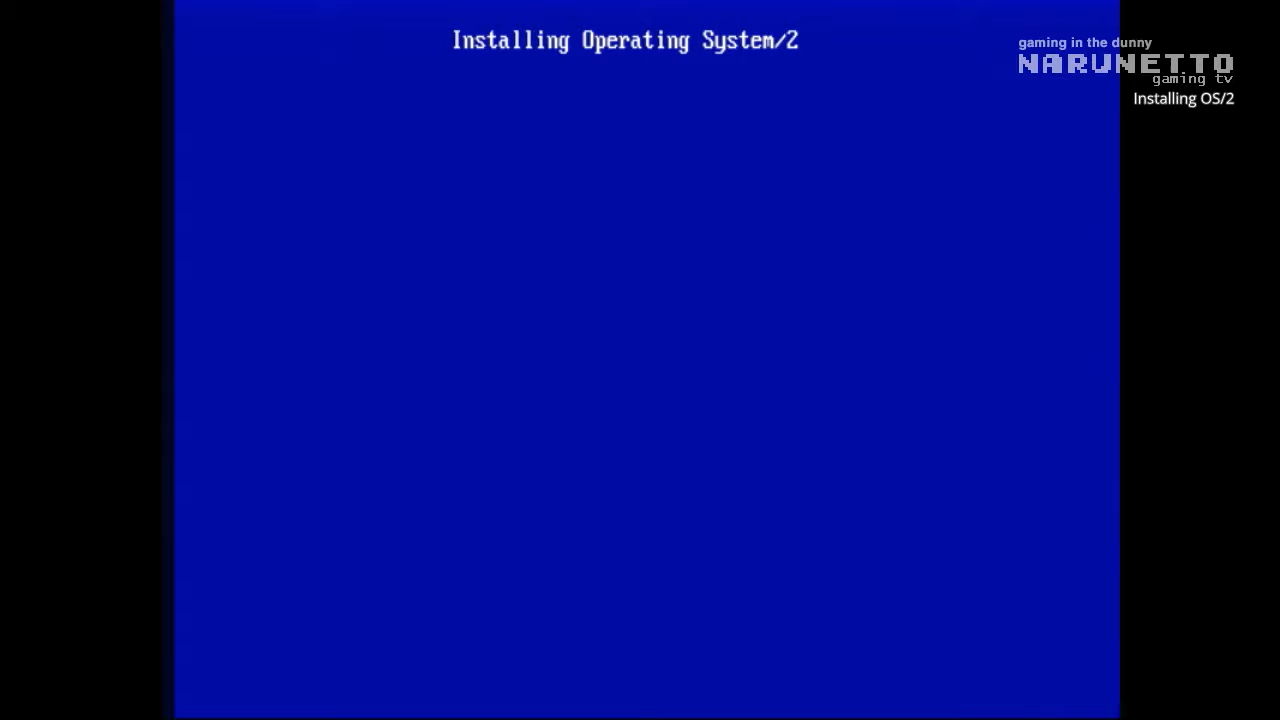 Installing Operating System/2
gaming in the dunny
NARUNETTO
gaming tv
Installing OS/2